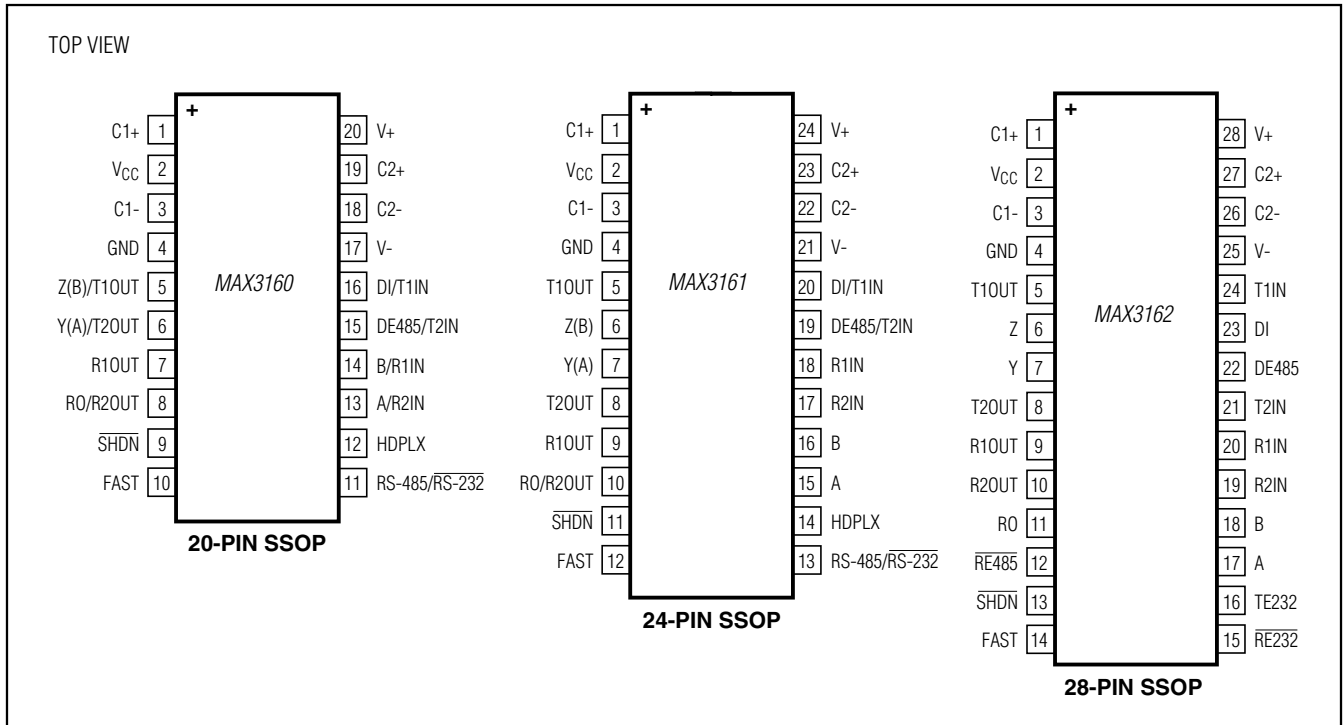 TOP VIEW
+
C1+ 1
VCC 2
C1- 3
GND 4
Z(B)/T1OUT 5
Y(A)/T2OUT 6
R1OUT 7
RO/R2OUT 8
SHDN 9
FAST 10
MAX3160
20 V+
19 C2+
18 C2-
17 V-
16 DI/T1IN
15 DE485/T2IN
14 B/R1IN
13 A/R2IN
12 HDPLX
11 RS-485/RS-232
20-PIN SSOP
+
C1+ 1
VCC 2
C1- 3
GND 4
T1OUT 5
Z(B) 6
Y(A) 7
T2OUT 8
R1OUT 9
RO/R2OUT 10
SHDN 11
FAST 12
MAX3161
24 V+
23 C2+
22 C2-
21 V-
20 DI/T1IN
19 DE485/T2IN
18 R1IN
17 R2IN
16 B
15 A
14 HDPLX
13 RS-485/RS-232
24-PIN SSOP
+
C1+ 1
VCC 2
C1- 3
GND 4
T1OUT 5
Z 6
Y 7
T2OUT 8
R1OUT 9
R2OUT 10
RO 11
RE485 12
SHDN 13
FAST 14
MAX3162
28 V+
27 C2+
26 C2-
25 V-
24 T1IN
23 DI
22 DE485
21 T2IN
20 R1IN
19 R2IN
18 B
17 A
16 TE232
15 RE232
28-PIN SSOP